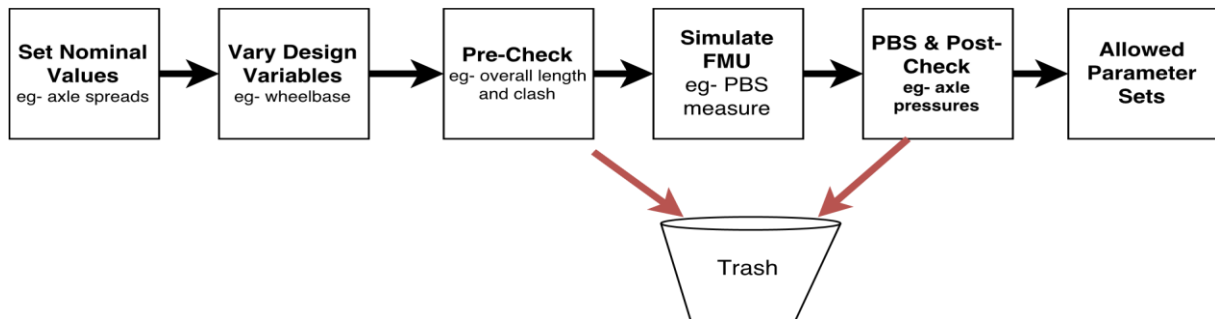 Set Nominal
Values
eg- axle spreads
Vary Design
Variables
eg- wheelbase
Pre-Check
eg- overall length
and clash
Simulate
FMU
eg- PBS
measure
PBS & Post-
Check
eg- axle
pressures
Allowed
Parameter
Sets
Trash